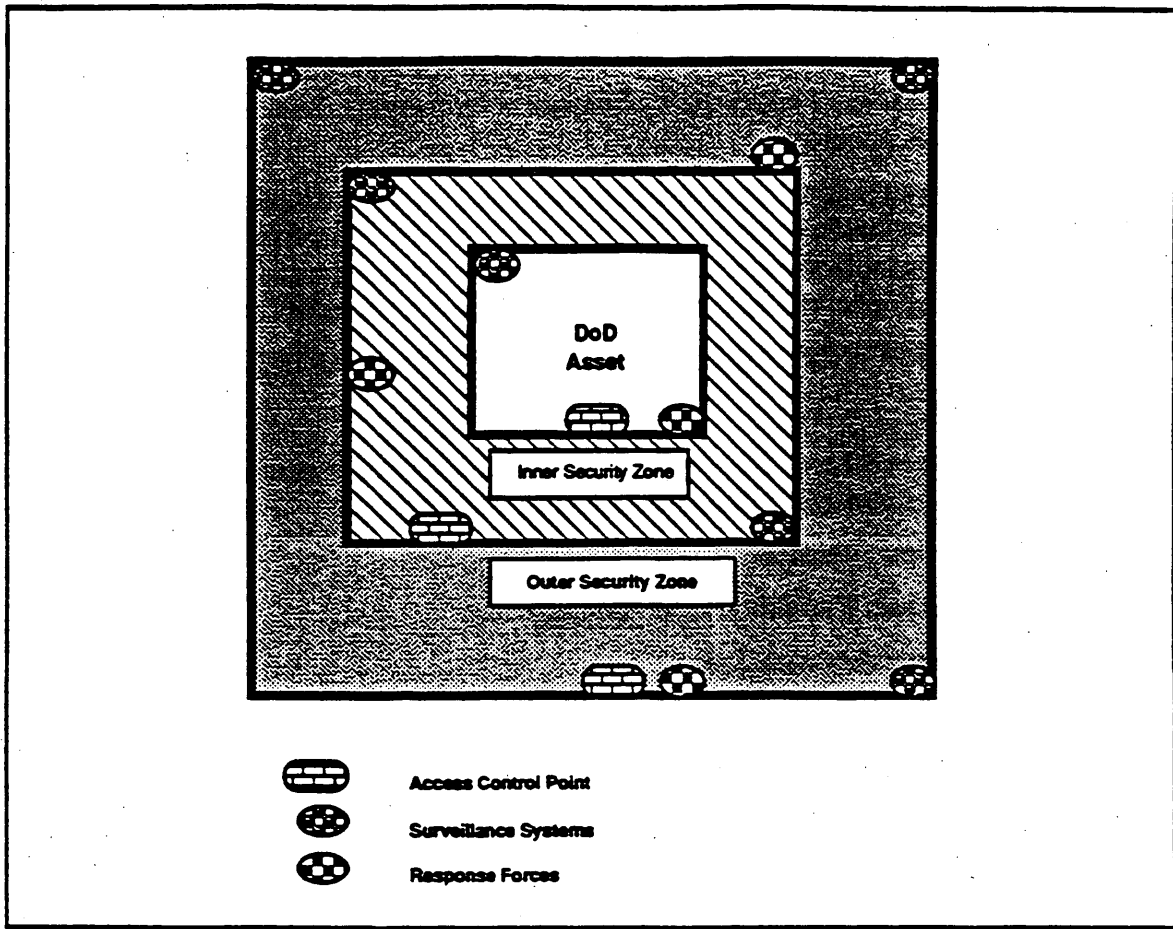 DoD
Asset
Inner Security Zone
Outer Security Zone
Access Control Point
Surveillance Systems
Response Forces